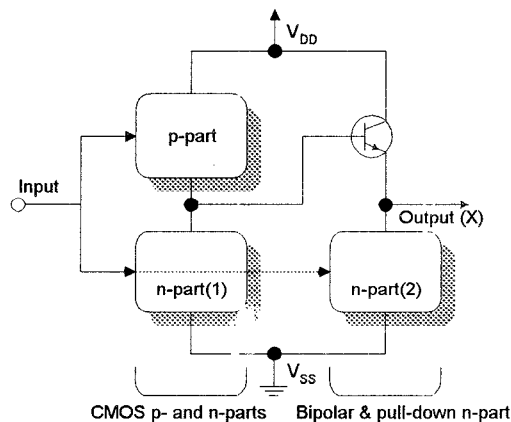 V_DD
p-part
Input
Output (X)
n-part(1)
n-part(2)
V_SS
CMOS p- and n-parts
Bipolar & pull-down n-part